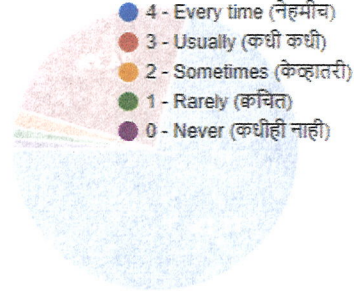 4 - Every time (नेहमीच)
3 - Usually (कधी कधी)
2 - Sometimes (केव्हातरी)
1 - Rarely (क्वचित)
0 - Never (कधीही नाही)